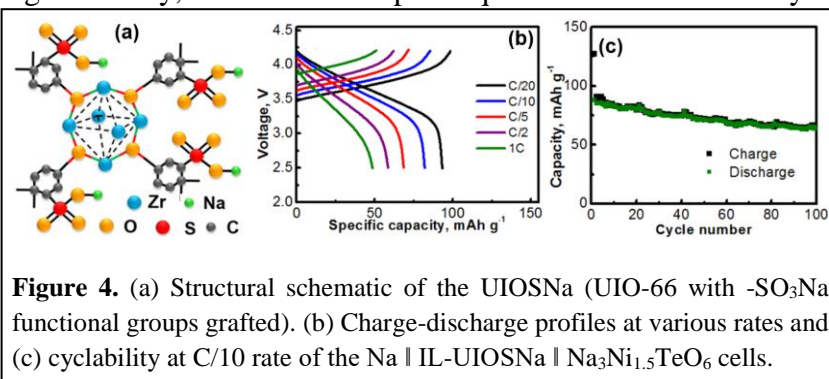 (a)
Zr
Na
O
S
C
(b)
Voltage, V
4.5
4.0
3.5
3.0
2.5
2.0
C/20
C/10
C/5
C/2
1C
0
50
100
150
Specific capacity, mAh g⁻¹
(c)
Capacity, mAh g⁻¹
150
100
50
0
Charge
Discharge
0
20
40
60
80
100
Cycle number
Figure 4. (a) Structural schematic of the UIOSNa (UIO-66 with -SO₃Na
functional groups grafted). (b) Charge-discharge profiles at various rates and
(c) cyclability at C/10 rate of the Na ‖ IL-UIOSNa ‖ Na₃Ni₁.₅TeO₆ cells.